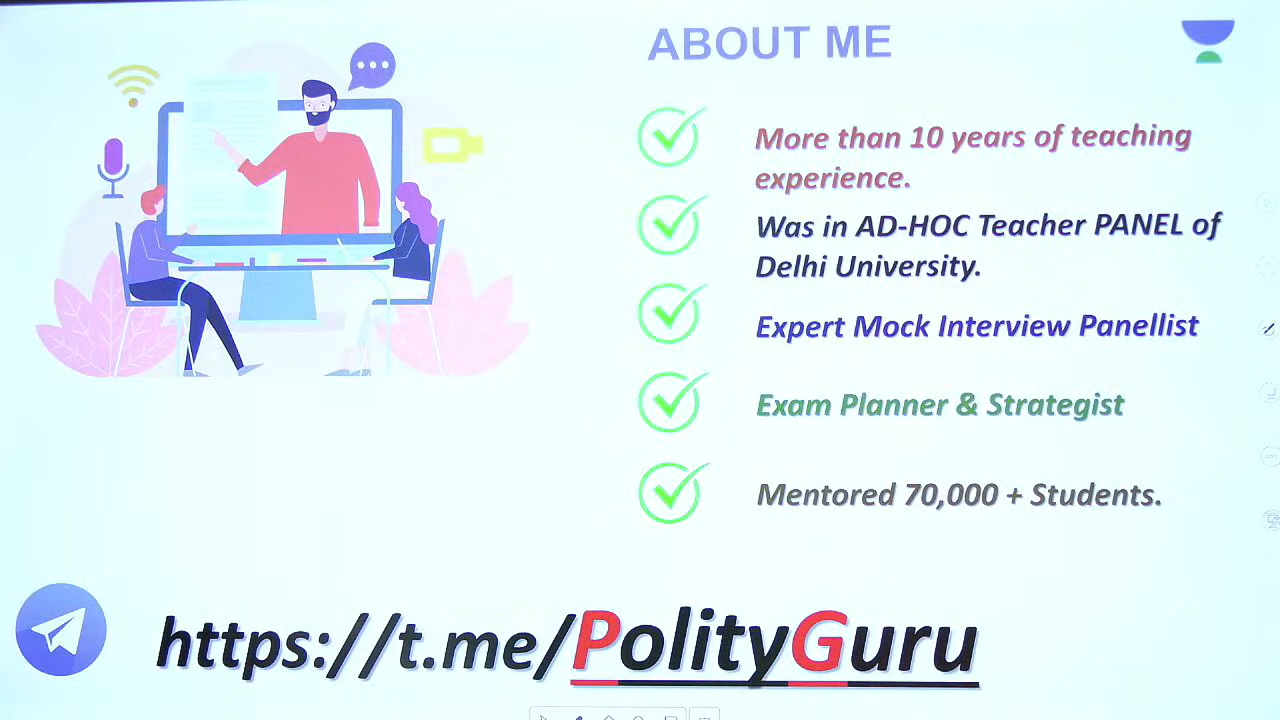 ABOUT ME
More than 10 years of teaching
experience.
Was in AD-HOC Teacher PANEL of
Delhi University.
Expert Mock Interview Panellist
Exam Planner & Strategist
Mentored 70,000 + Students.
https://t.me/PolityGuru